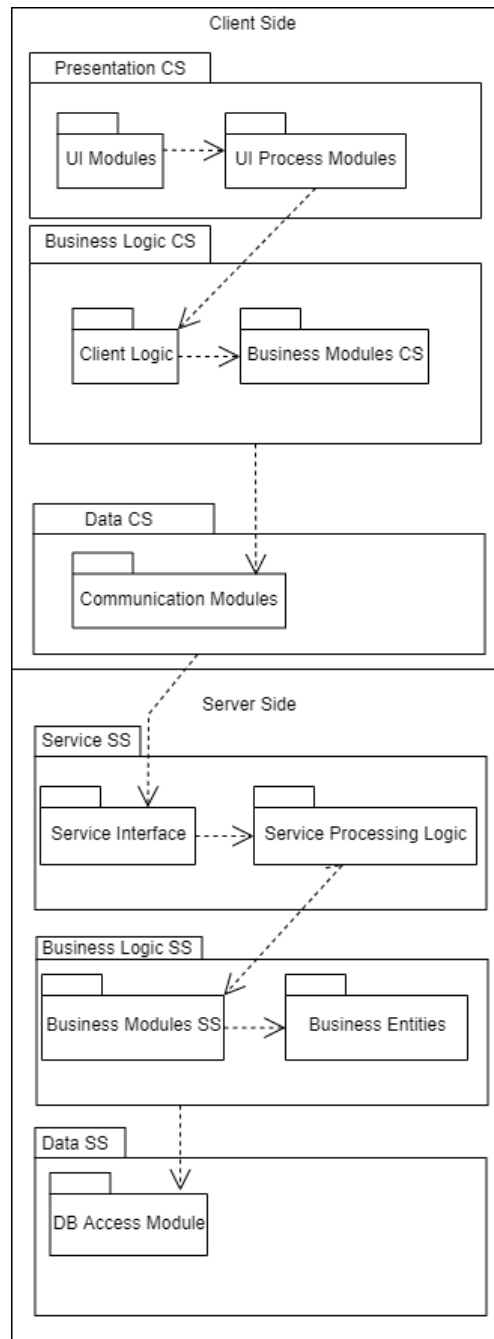 Client Side
Presentation CS
UI Modules
UI Process Modules
Business Logic CS
Client Logic
Business Modules CS
Data CS
Communication Modules
Server Side
Service SS
Service Interface
Service Processing Logic
Business Logic SS
Business Modules SS
Business Entities
Data SS
DB Access Module